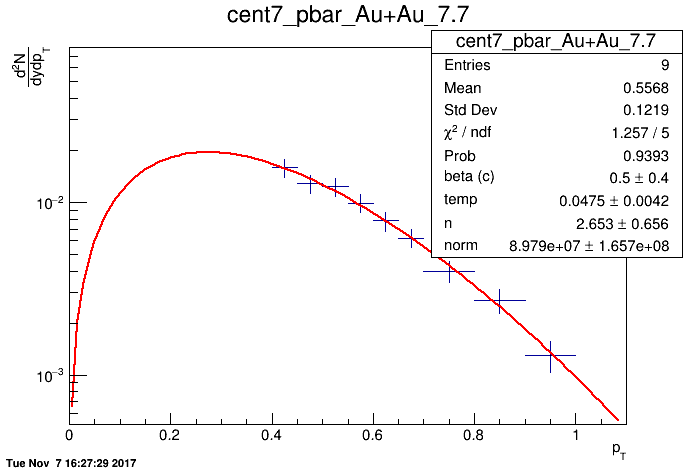 cent7_pbar_Au+Au_7.7
cent7_pbar_Au+Au_7.7
Entries 9
Mean 0.5568
Std Dev 0.1219
χ² / ndf 1.257 / 5
Prob 0.9393
beta (c) 0.5 ± 0.4
temp 0.0475 ± 0.0042
n 2.653 ± 0.656
norm 8.979e+07 ± 1.657e+08
d²N
dydp_T
10⁻²
10⁻³
0 0.2 0.4 0.6 0.8 1
p_T
Tue Nov 7 16:27:29 2017